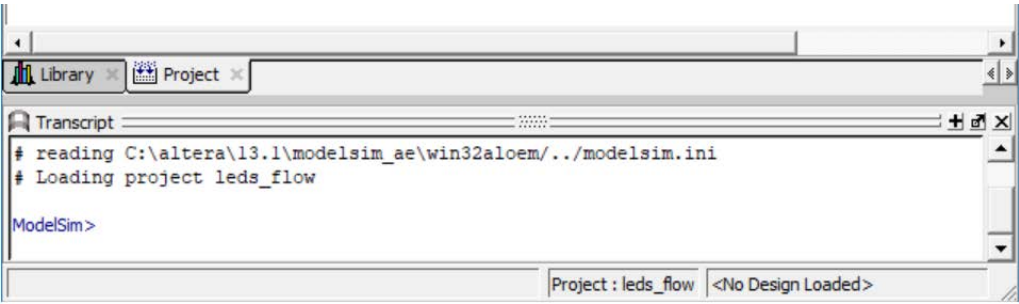 Library Project
Transcript
# reading C:\altera\13.1\modelsim_ae\win32aloem/../modelsim.ini
# Loading project leds_flow
ModelSim>
Project : leds_flow <No Design Loaded>